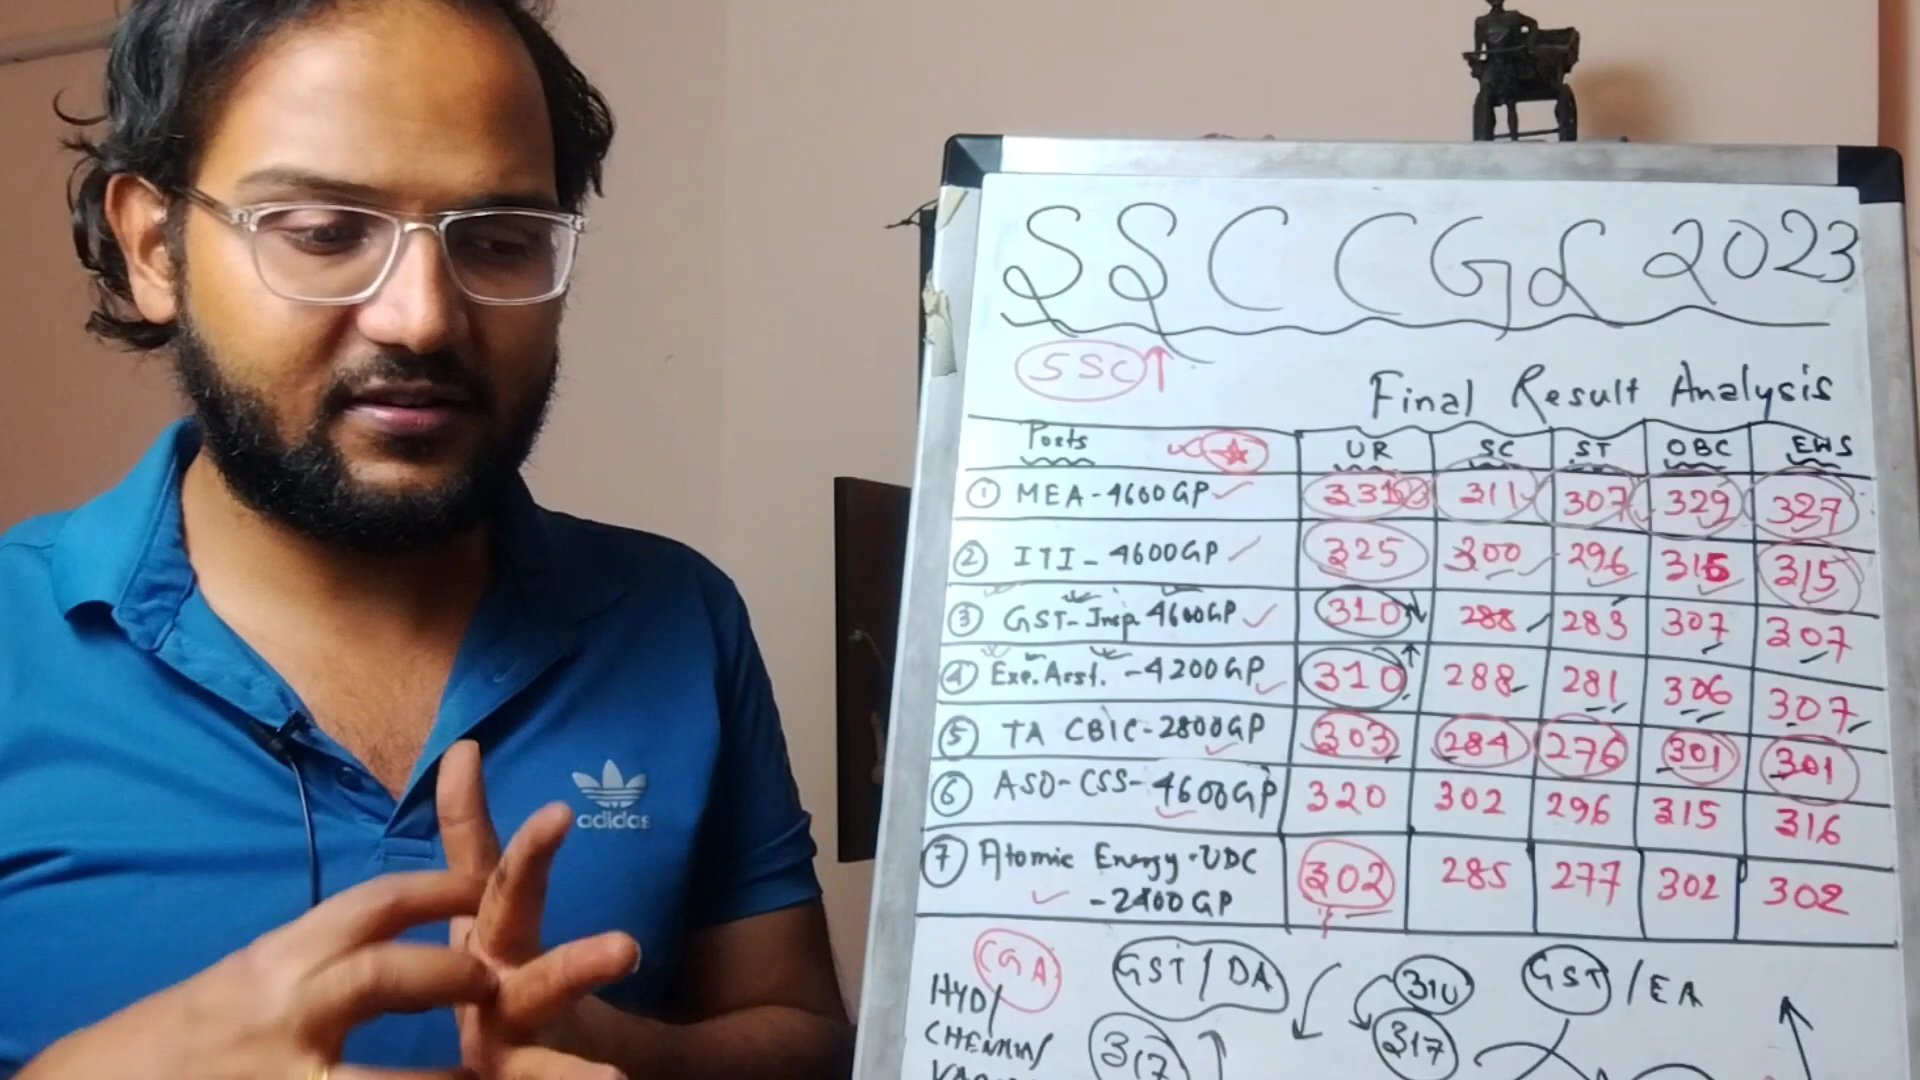 SSC CGL 2023
SSC ↑
Final Result Analysis
Posts UR SC ST OBC EWS
① MEA - 4600GP 331 311 307 329 327
② ITI - 4600GP 325 300 296 315 315
③ GST-Insp 4600GP 310 288 283 307 307
④ Exe. Asst. - 4200GP 310 288 281 306 307
⑤ TA CBIC - 2800GP 303 284 276 301 301
⑥ ASO-CSS- 4600GP 320 302 296 315 316
⑦ Atomic Energy-UDC 302 285 277 302 302
- 2400GP
CGA GST/DA 310 GST/EA
HYD/
CHENNAI/ 317 317
adidas